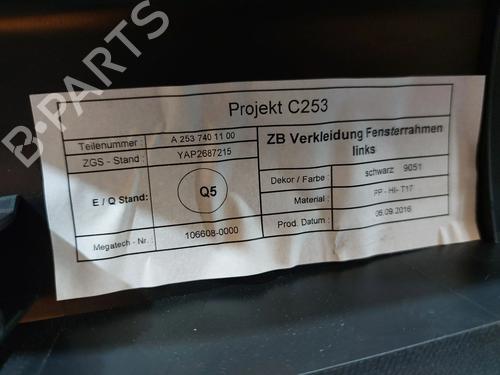 B-PARTS
Projekt C253
Teilenummer : A 253 740 11 00
ZGS - Stand : YAP2687215
E / Q Stand: Q5
Megatech - Nr.: 106608-0000
ZB Verkleidung Fensterrahmen
links
Dekor / Farbe : schwarz 9051
Material : PP - HI- T17
Prod. Datum : 06.09.2016